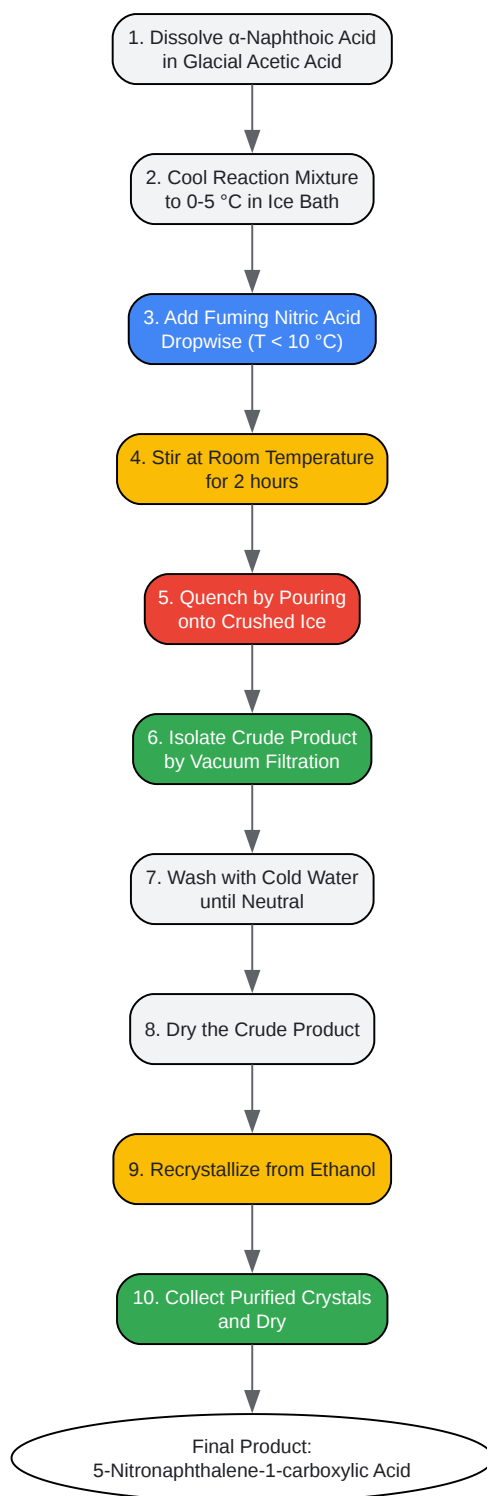 1. Dissolve α-Naphthoic Acid
in Glacial Acetic Acid
2. Cool Reaction Mixture
to 0-5 °C in Ice Bath
3. Add Fuming Nitric Acid
Dropwise (T < 10 °C)
4. Stir at Room Temperature
for 2 hours
5. Quench by Pouring
onto Crushed Ice
6. Isolate Crude Product
by Vacuum Filtration
7. Wash with Cold Water
until Neutral
8. Dry the Crude Product
9. Recrystallize from Ethanol
10. Collect Purified Crystals
and Dry
Final Product:
5-Nitronaphthalene-1-carboxylic Acid